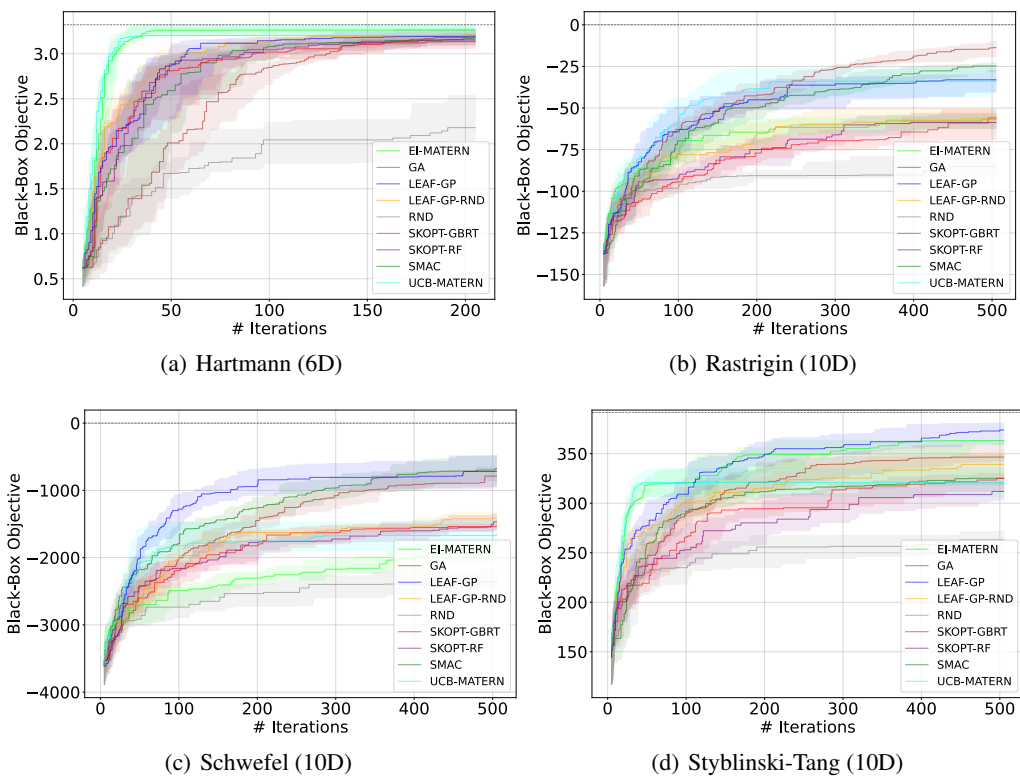 Black-Box Objective
3.0
2.5
2.0
1.5
1.0
0.5
EI-MATERN
GA
LEAF-GP
LEAF-GP-RND
RND
SKOPT-GBRT
SKOPT-RF
SMAC
UCB-MATERN
0 50 100 150 200
# Iterations
(a) Hartmann (6D)
Black-Box Objective
0
−25
−50
−75
−100
−125
−150
EI-MATERN
GA
LEAF-GP
LEAF-GP-RND
RND
SKOPT-GBRT
SKOPT-RF
SMAC
UCB-MATERN
0 100 200 300 400 500
# Iterations
(b) Rastrigin (10D)
Black-Box Objective
0
−1000
−2000
−3000
−4000
EI-MATERN
GA
LEAF-GP
LEAF-GP-RND
RND
SKOPT-GBRT
SKOPT-RF
SMAC
UCB-MATERN
0 100 200 300 400 500
# Iterations
(c) Schwefel (10D)
Black-Box Objective
350
300
250
200
150
EI-MATERN
GA
LEAF-GP
LEAF-GP-RND
RND
SKOPT-GBRT
SKOPT-RF
SMAC
UCB-MATERN
0 100 200 300 400 500
# Iterations
(d) Styblinski-Tang (10D)